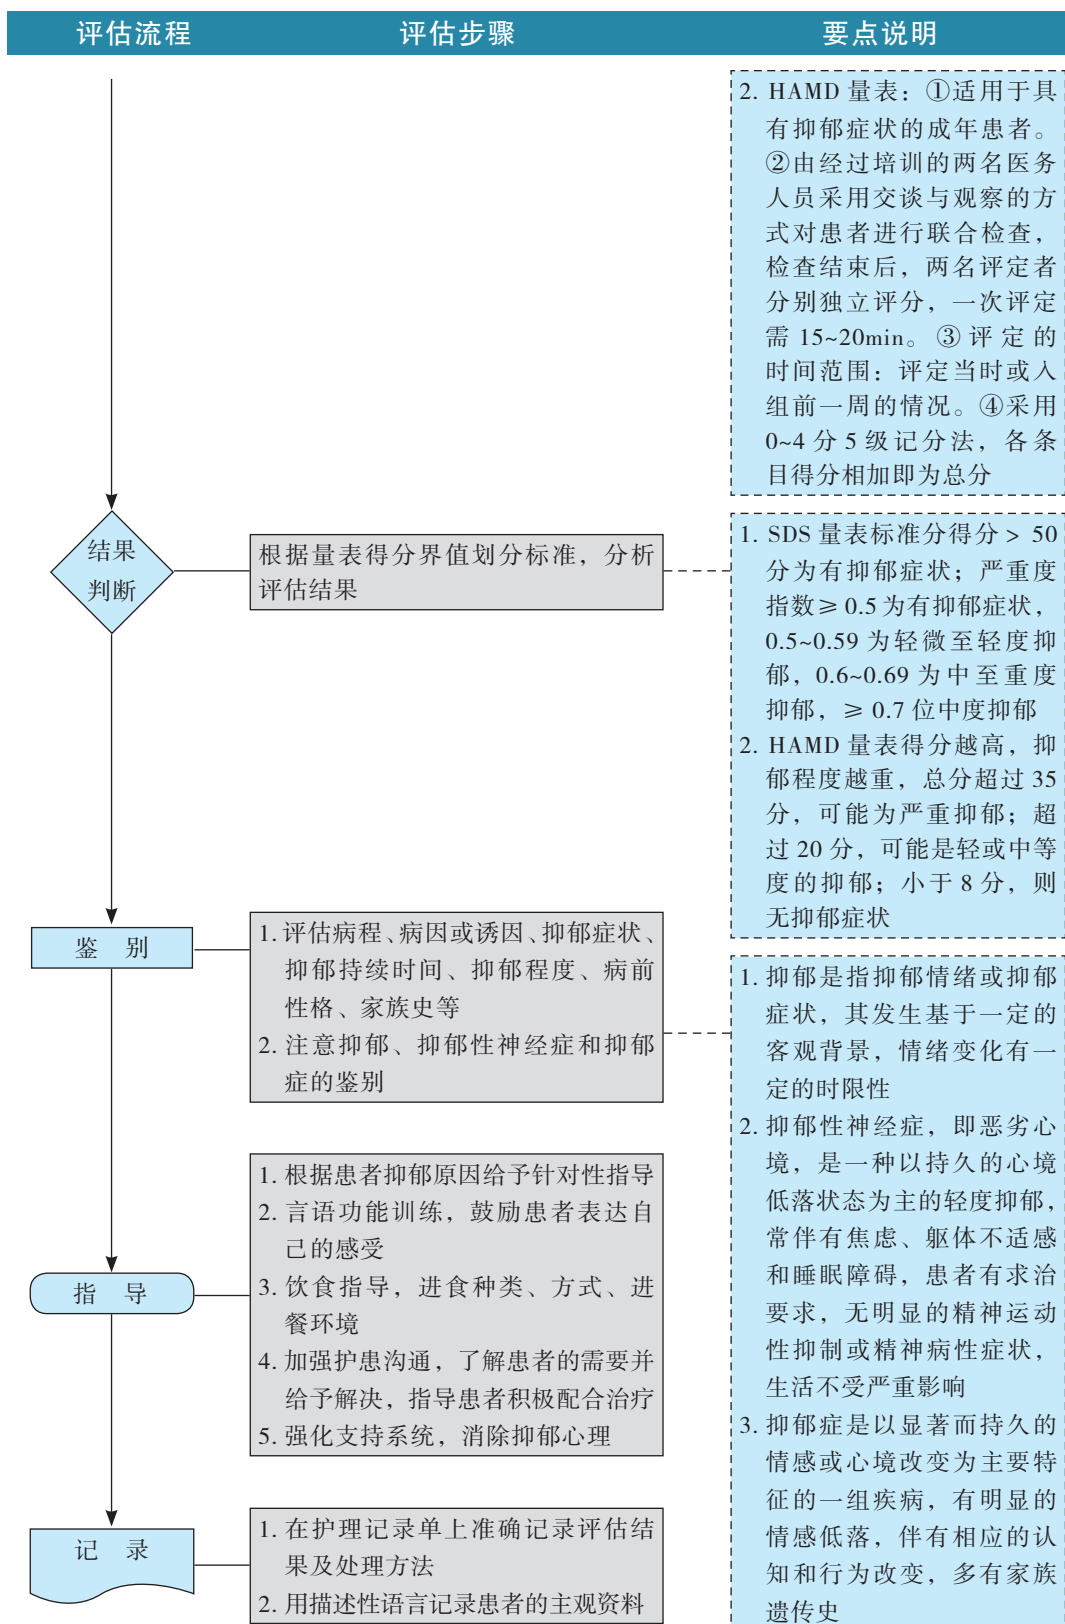 评估流程 评估步骤 要点说明
2. HAMD 量表：①适用于具
有抑郁症状的成年患者。
②由经过培训的两名医务
人员采用交谈与观察的方
式对患者进行联合检查，
检查结束后，两名评定者
分别独立评分，一次评定
需 15~20min。③评定的
时间范围：评定当时或入
组前一周的情况。④采用
0~4 分 5 级记分法，各条
目得分相加即为总分
结果
判断
根据量表得分界值划分标准，分析
评估结果
1. SDS 量表标准分得分 > 50
分为有抑郁症状；严重度
指数≥ 0.5 为有抑郁症状，
0.5~0.59 为轻微至轻度抑
郁，0.6~0.69 为中至重度
抑郁，≥ 0.7 位中度抑郁
2. HAMD 量表得分越高，抑
郁程度越重，总分超过 35
分，可能为严重抑郁；超
过 20 分，可能是轻或中等
度的抑郁；小于 8 分，则
无抑郁症状
鉴 别
1. 评估病程、病因或诱因、抑郁症状、
抑郁持续时间、抑郁程度、病前
性格、家族史等
2. 注意抑郁、抑郁性神经症和抑郁
症的鉴别
1. 抑郁是指抑郁情绪或抑郁
症状，其发生基于一定的
客观背景，情绪变化有一
定的时限性
2. 抑郁性神经症，即恶劣心
境，是一种以持久的心境
低落状态为主的轻度抑郁，
常伴有焦虑、躯体不适感
和睡眠障碍，患者有求治
要求，无明显的精神运动
性抑制或精神病性症状，
生活不受严重影响
3. 抑郁症是以显著而持久的
情感或心境改变为主要特
征的一组疾病，有明显的
情感低落，伴有相应的认
知和行为改变，多有家族
遗传史
指 导
1. 根据患者抑郁原因给予针对性指导
2. 言语功能训练，鼓励患者表达自
己的感受
3. 饮食指导，进食种类、方式、进
餐环境
4. 加强护患沟通，了解患者的需要并
给予解决，指导患者积极配合治疗
5. 强化支持系统，消除抑郁心理
记 录
1. 在护理记录单上准确记录评估结
果及处理方法
2. 用描述性语言记录患者的主观资料